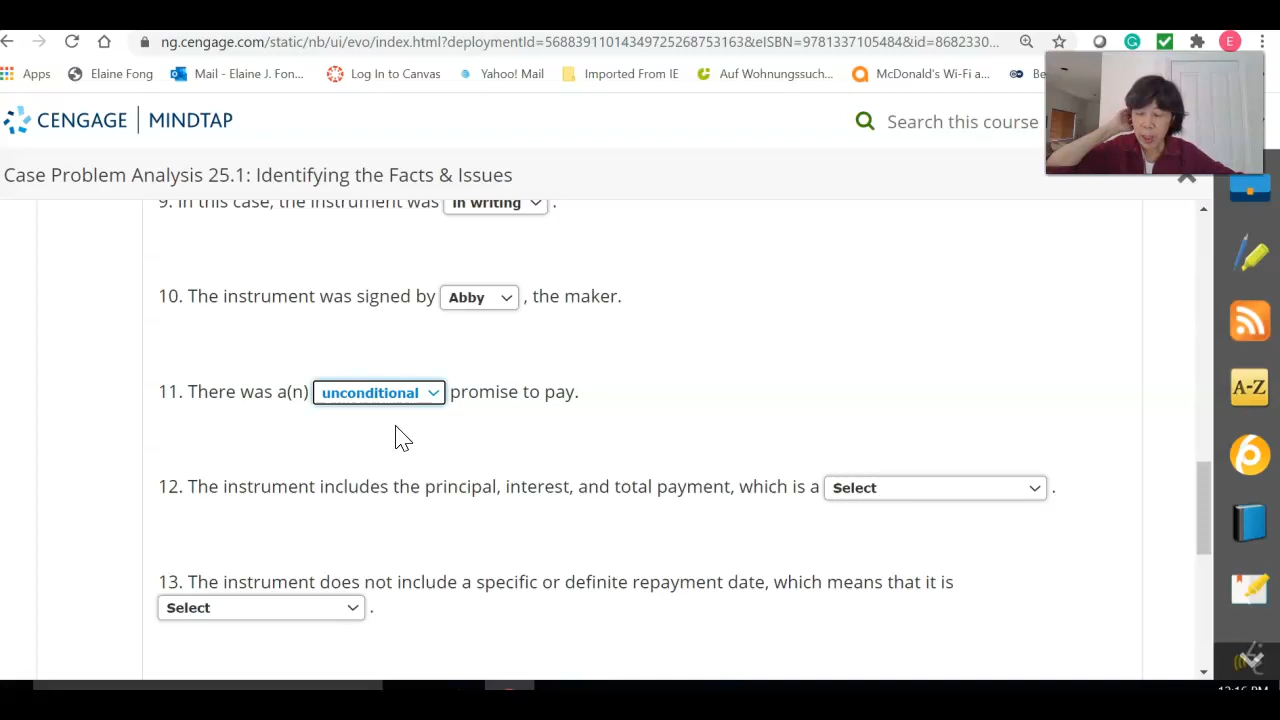 ng.cengage.com/static/nb/ui/evo/index.html?deploymentId=56883911014349725268753163&eISBN=9781337105484&id=8682330...
E
Apps Elaine Fong Mail - Elaine J. Fon... Log In to Canvas Yahoo! Mail Imported From IE Auf Wohnungssuch... McDonald's Wi-Fi a... Be
CENGAGE MINDTAP
Search this course
Case Problem Analysis 25.1: Identifying the Facts & Issues
9. In this case, the instrument was in writing .
10. The instrument was signed by Abby , the maker.
11. There was a(n) unconditional promise to pay.
A-Z
12. The instrument includes the principal, interest, and total payment, which is a Select .
13. The instrument does not include a specific or definite repayment date, which means that it is
Select .